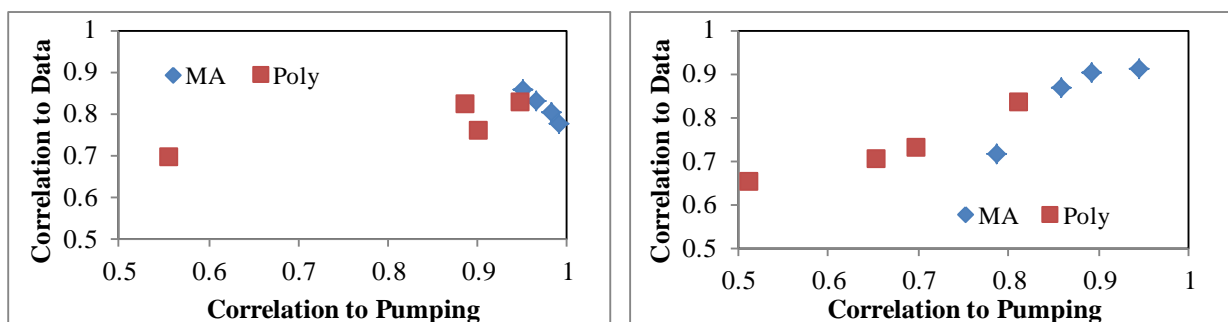 Correlation to Data
1
0.9
0.8
0.7
0.6
0.5
MA Poly
0.5 0.6 0.7 0.8 0.9 1
Correlation to Pumping
Correlation to Data
1
0.9
0.8
0.7
0.6
0.5
MA Poly
0.5 0.6 0.7 0.8 0.9 1
Correlation to Pumping